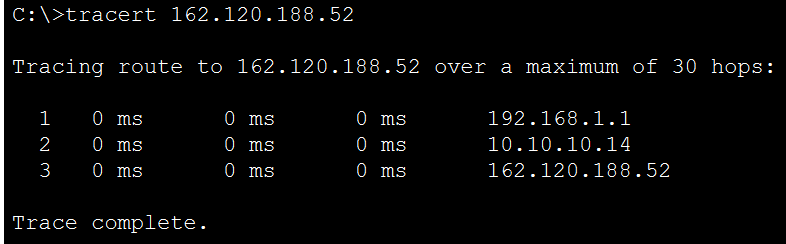 C:\>tracert 162.120.188.52
Tracing route to 162.120.188.52 over a maximum of 30 hops:
1 0 ms 0 ms 0 ms 192.168.1.1
2 0 ms 0 ms 0 ms 10.10.10.14
3 0 ms 0 ms 0 ms 162.120.188.52
Trace complete.